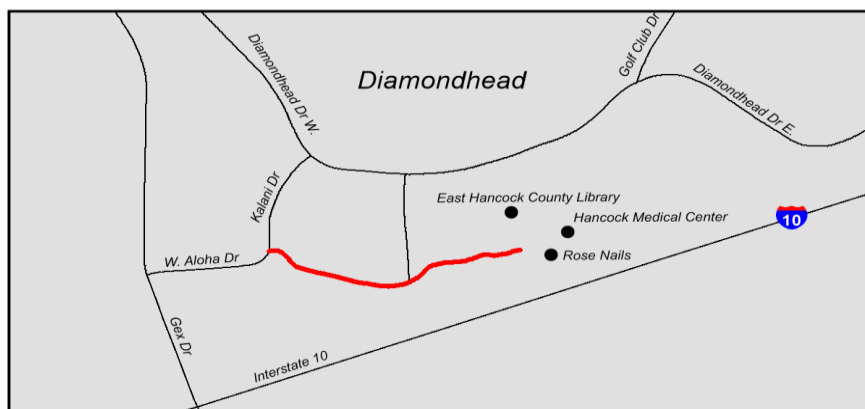 Golf Club Dr
Diamondhead Dr W.
Diamondhead
Diamondhead Dr E.
Kalani Dr
East Hancock County Library
Hancock Medical Center
10
W. Aloha Dr
Rose Nails
Gex Dr
Interstate 10